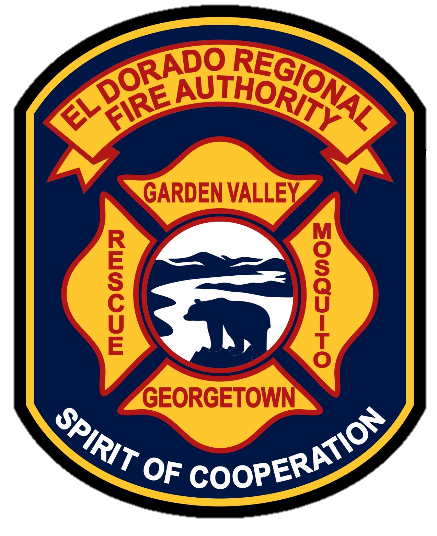 EL DORADO REGIONAL
FIRE AUTHORITY
GARDEN VALLEY
RESCUE
MOSQUITO
GEORGETOWN
SPIRIT OF COOPERATION